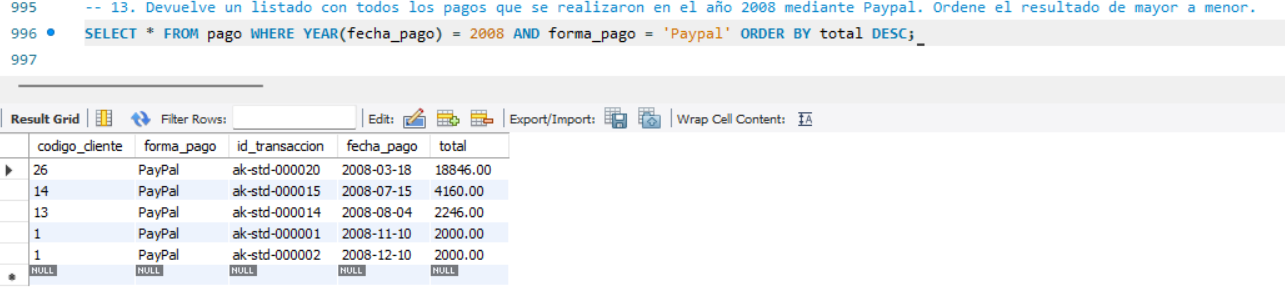 995 -- 13. Devuelve un listado con todos los pagos que se realizaron en el año 2008 mediante Paypal. Ordene el resultado de mayor a menor.
996 SELECT * FROM pago WHERE YEAR(fecha_pago) = 2008 AND forma_pago = 'Paypal' ORDER BY total DESC;
997
Result Grid Filter Rows: Edit: Export/Import: Wrap Cell Content: IA
codigo_cliente forma_pago id_transaccion fecha_pago total
26 PayPal ak-std-000020 2008-03-18 18846.00
14 PayPal ak-std-000015 2008-07-15 4160.00
13 PayPal ak-std-000014 2008-08-04 2246.00
1 PayPal ak-std-000001 2008-11-10 2000.00
1 PayPal ak-std-000002 2008-12-10 2000.00
NULL NULL NULL NULL NULL